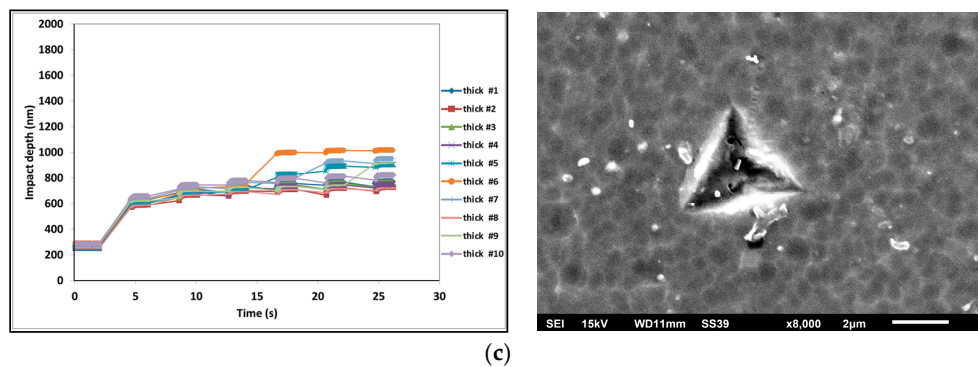 2000
1800
1600
1400
1200
1000
800
600
400
200
0
Impact depth (nm)
0 5 10 15 20 25 30
Time (s)
thick #1
thick #2
thick #3
thick #4
thick #5
thick #6
thick #7
thick #8
thick #9
thick #10
SEI 15kV WD11mm SS39 x8,000 2µm
(c)